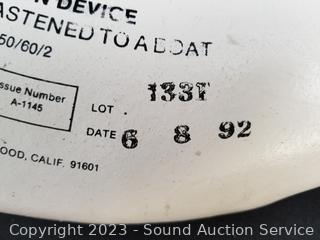 N DEVICE
ASTENED TO A BOAT
50/60/2
ssue Number
A-1145
LOT . 133F
DATE 6 8 92
OOD, CALIF. 91601
Copyright 2023 - Sound Auction Service